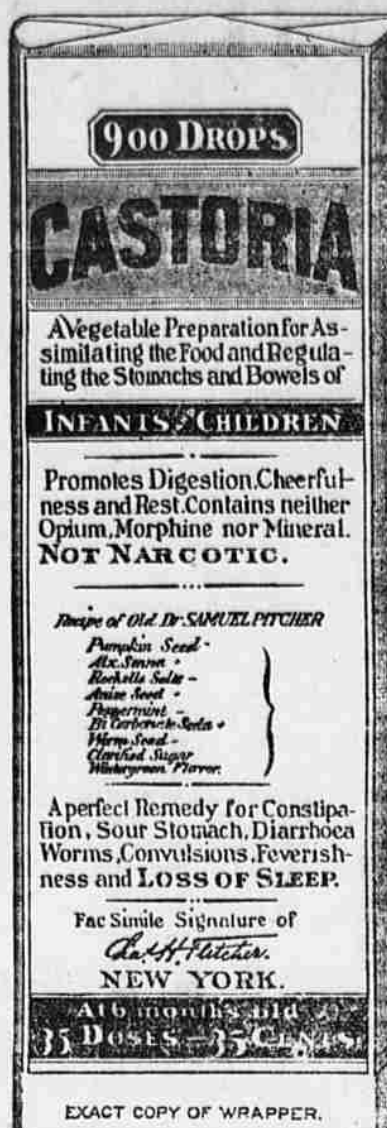 900 DROPS
CASTORIA
A Vegetable Preparation for As-
similating the Food and Regula-
ting the Stomachs and Bowels of
INFANTS & CHILDREN
Promotes Digestion, Cheerful-
ness and Rest. Contains neither
Opium, Morphine nor Mineral.
NOT NARCOTIC.
Recipe of Old Dr. SAMUEL PITCHER
Pumpkin Seed -
Alx. Senna +
Rochelle Salts -
Anise Seed +
Peppermint -
Bi Carbonate Soda +
Worm Seed -
Clarified Sugar
Wintergreen Flavor.
A perfect Remedy for Constipa-
tion, Sour Stomach, Diarrhoea
Worms, Convulsions, Feverish-
ness and LOSS OF SLEEP.
Fac Simile Signature of
Chas. H. Fletcher.
NEW YORK.
At 6 months old
35 DOSES - 35 CENTS
EXACT COPY OF WRAPPER.